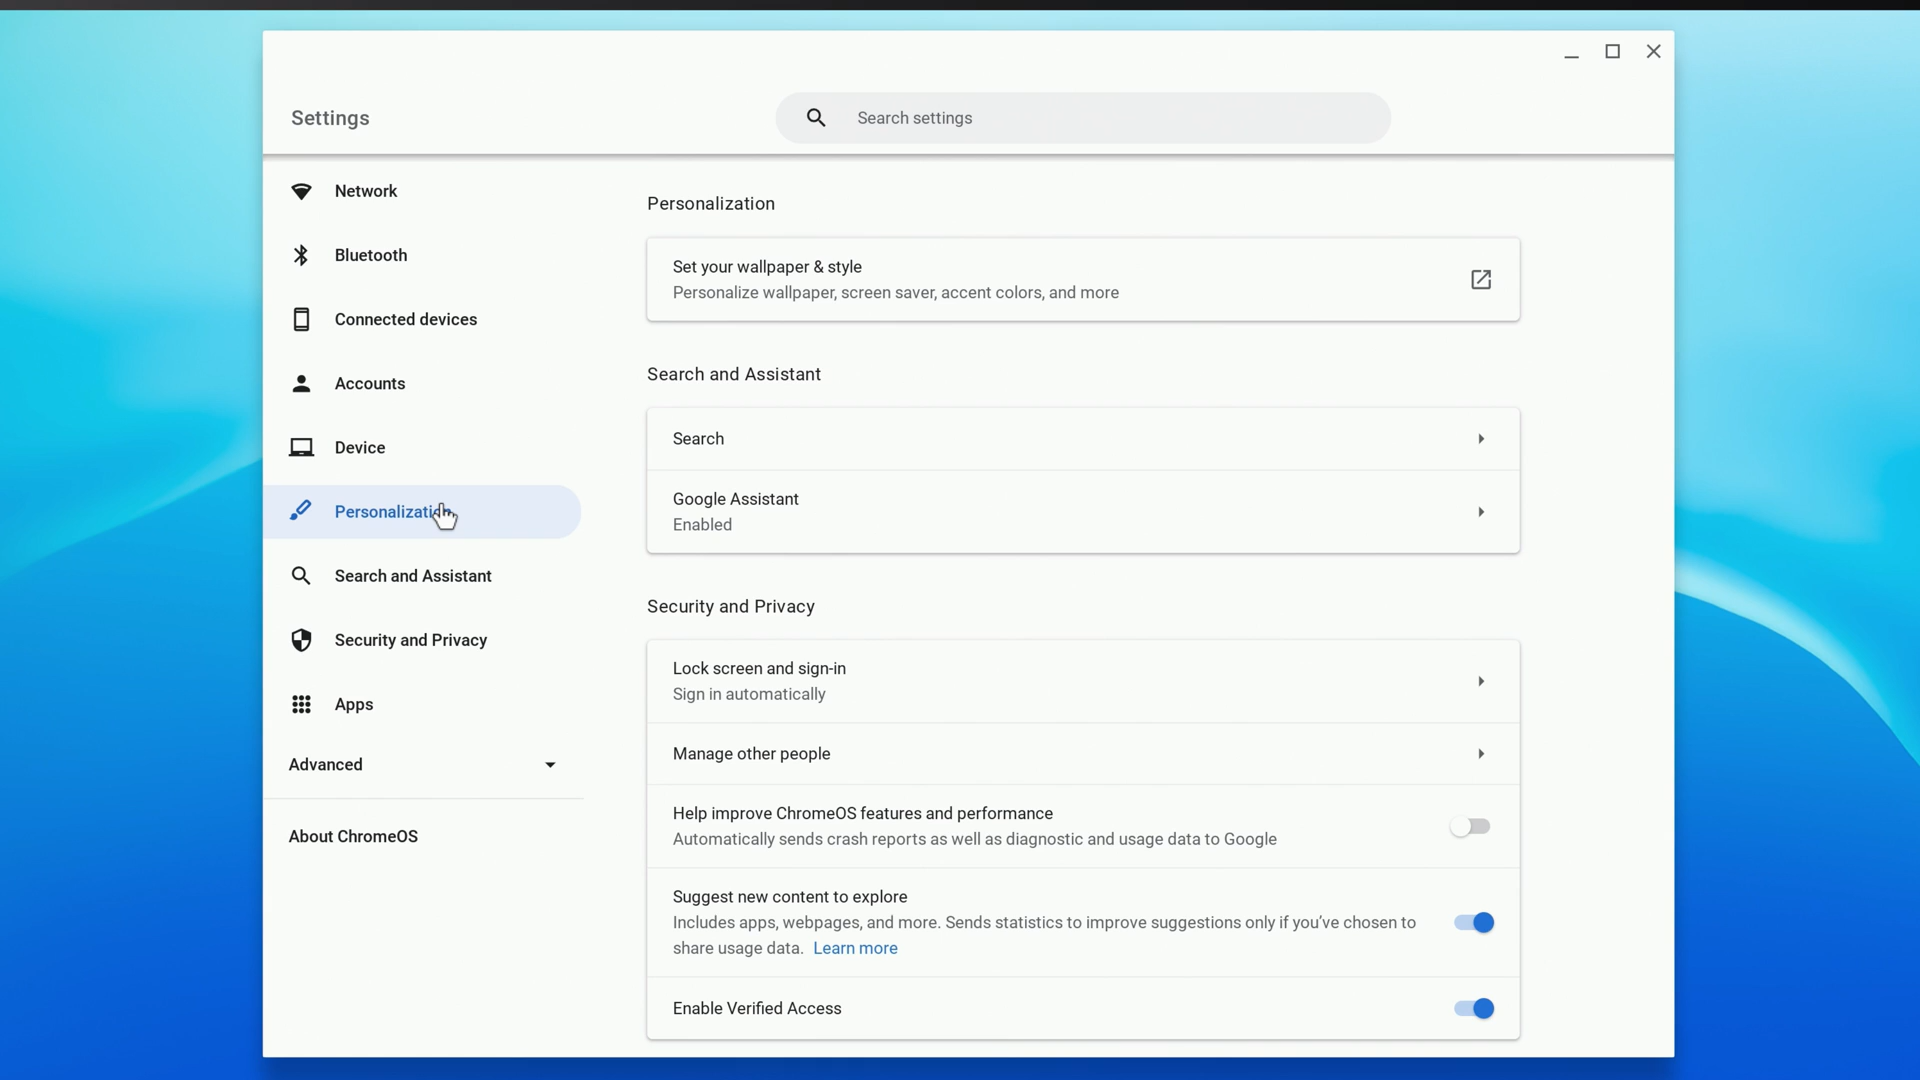 Settings
Search settings
Network
Bluetooth
Connected devices
Accounts
Device
Personalization
Search and Assistant
Security and Privacy
Apps
Advanced
About ChromeOS
Personalization
Set your wallpaper & style
Personalize wallpaper, screen saver, accent colors, and more
Search and Assistant
Search
Google Assistant
Enabled
Security and Privacy
Lock screen and sign-in
Sign in automatically
Manage other people
Help improve ChromeOS features and performance
Automatically sends crash reports as well as diagnostic and usage data to Google
Suggest new content to explore
Includes apps, webpages, and more. Sends statistics to improve suggestions only if you've chosen to
share usage data. Learn more
Enable Verified Access